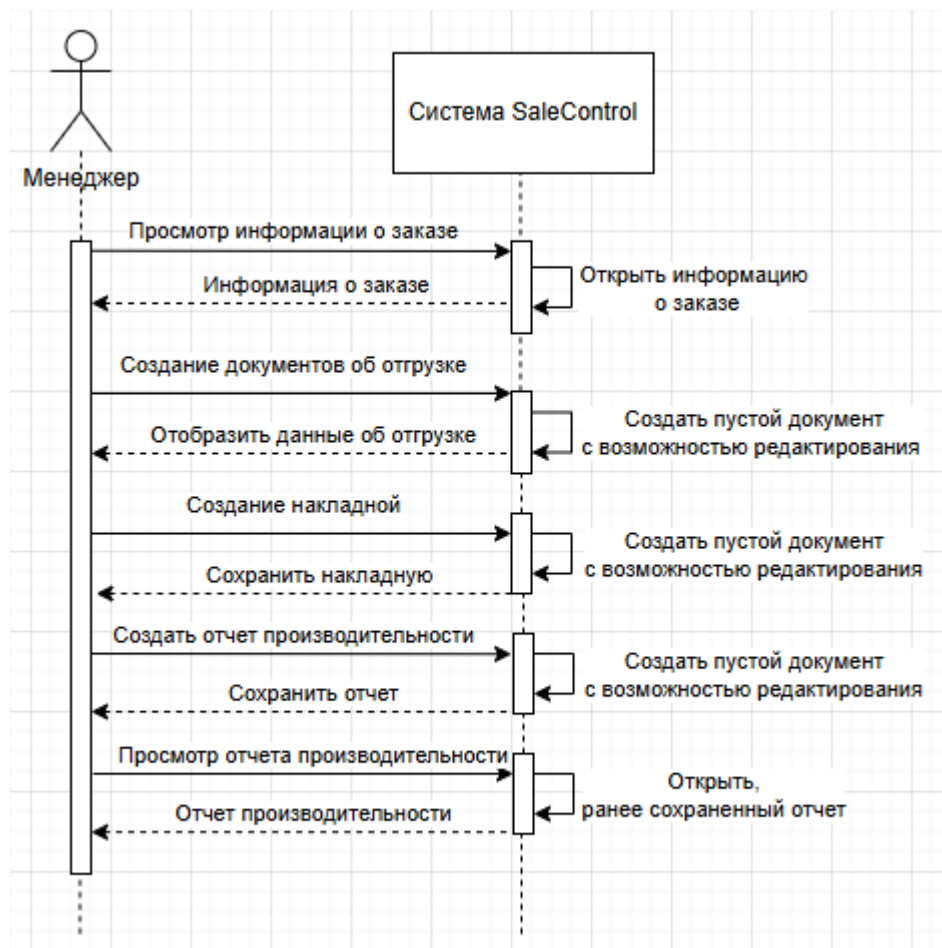 Система SaleControl
Менеджер
Просмотр информации о заказе
Открыть информацию
о заказе
Информация о заказе
Создание документов об отгрузке
Создать пустой документ
с возможностью редактирования
Отобразить данные об отгрузке
Создание накладной
Создать пустой документ
с возможностью редактирования
Сохранить накладную
Создать отчет производительности
Создать пустой документ
с возможностью редактирования
Сохранить отчет
Просмотр отчета производительности
Открыть,
ранее сохраненный отчет
Отчет производительности